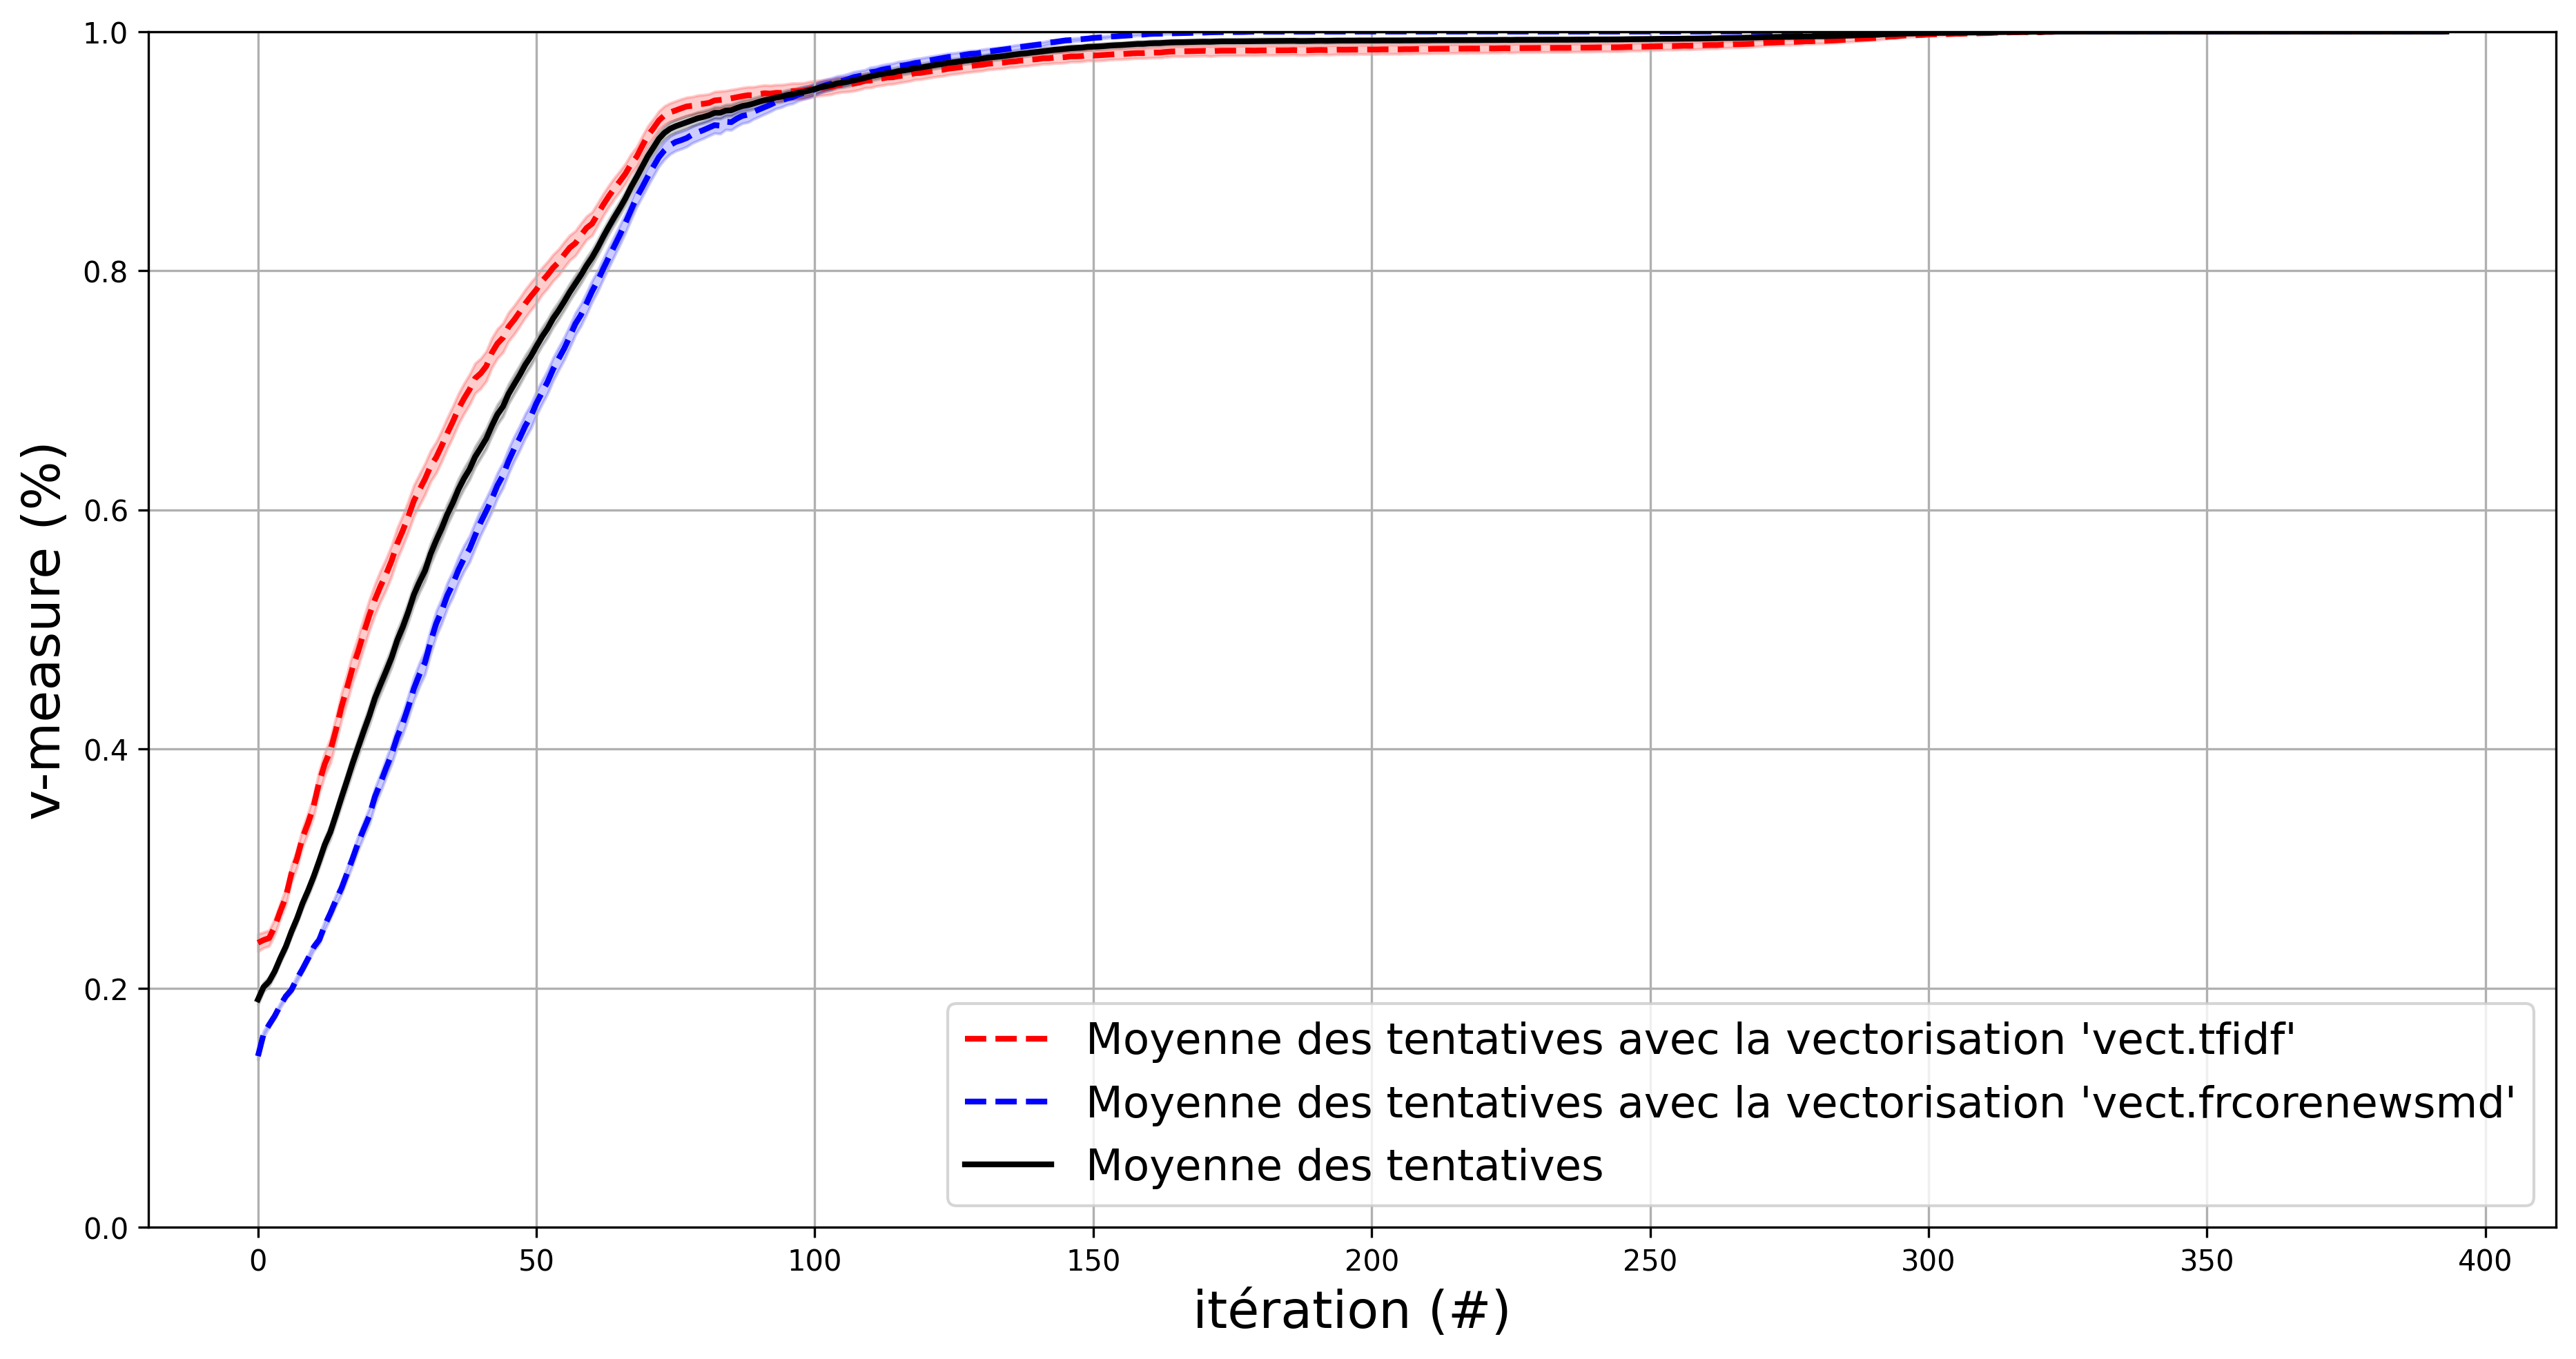 1.0
0.8
0.6
0.4
0.2
0.0
v-measure (%)
Moyenne des tentatives avec la vectorisation 'vect.tfidf'
Moyenne des tentatives avec la vectorisation 'vect.frcorenewsmd'
Moyenne des tentatives
0 50 100 150 200 250 300 350 400
itération (#)